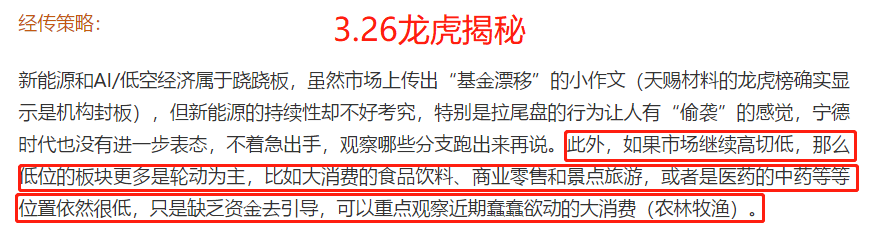 经传策略：
3.26龙虎揭秘
新能源和AI/低空经济属于跷跷板，虽然市场上传出“基金漂移”的小作文（天赐材料的龙虎榜确实显
示是机构封板），但新能源的持续性却不好考究，特别是拉尾盘的行为让人有“偷袭”的感觉，宁德
时代也没有进一步表态，不着急出手，观察哪些分支跑出来再说。此外，如果市场继续高切低，那么
低位的板块更多是轮动为主，比如大消费的食品饮料、商业零售和景点旅游，或者是医药的中药等等
位置依然很低，只是缺乏资金去引导，可以重点观察近期蠢蠢欲动的大消费（农林牧渔）。